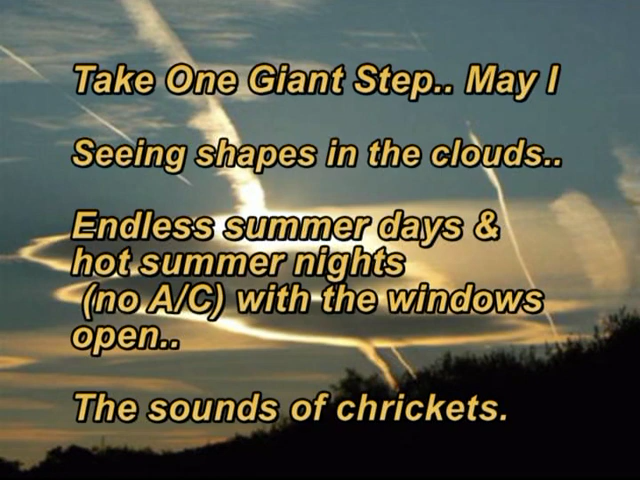 Take One Giant Step.. May I
Seeing shapes in the clouds..
Endless summer days &
hot summer nights
(no A/C) with the windows
open..
The sounds of chrickets.